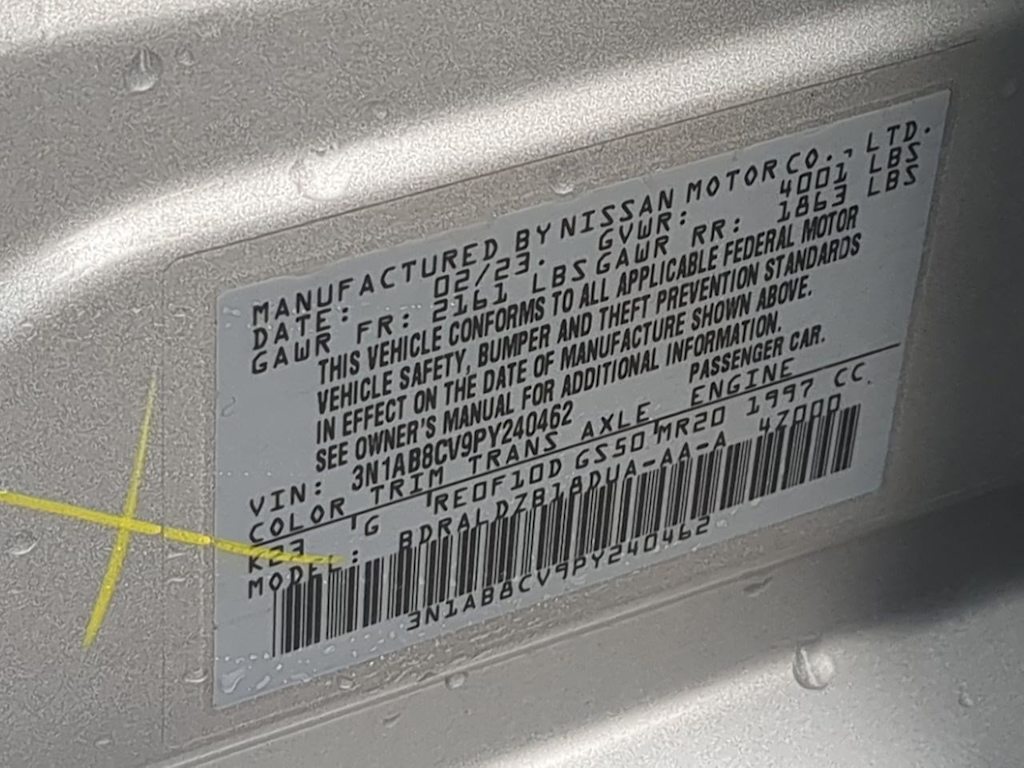 MANUFACTURED BY NISSAN MOTOR CO., LTD.
DATE: 02/23. GVWR: 4001 LBS
GAWR FR: 2161 LBS GAWR RR: 1863 LBS
THIS VEHICLE CONFORMS TO ALL APPLICABLE FEDERAL MOTOR
VEHICLE SAFETY, BUMPER AND THEFT PREVENTION STANDARDS
IN EFFECT ON THE DATE OF MANUFACTURE SHOWN ABOVE.
SEE OWNER'S MANUAL FOR ADDITIONAL INFORMATION.
VIN: 3N1AB8CV9PY240462 PASSENGER CAR.
COLOR TRIM TRANS AXLE ENGINE
K23 G RE0F10D GS50 MR20 1997 CC.
MODEL: BDRALDZB18DUA-AA-A 4Z000
3N1AB8CV9PY240462